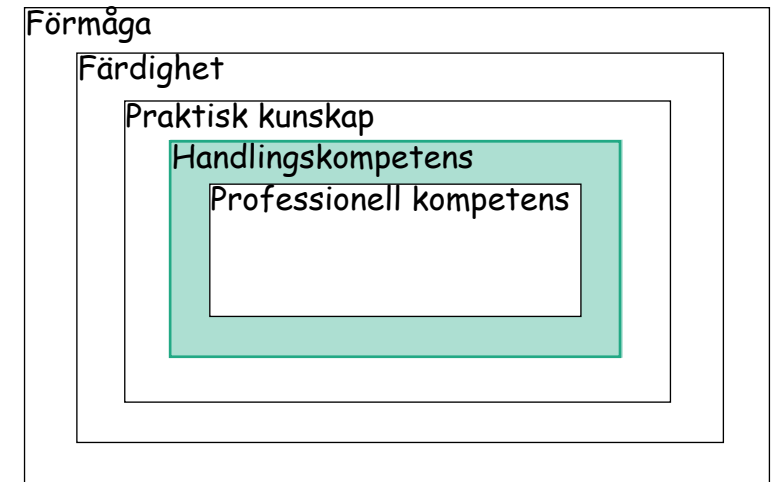 Förmåga
Färdighet
Praktisk kunskap
Handlingskompetens
Professionell kompetens